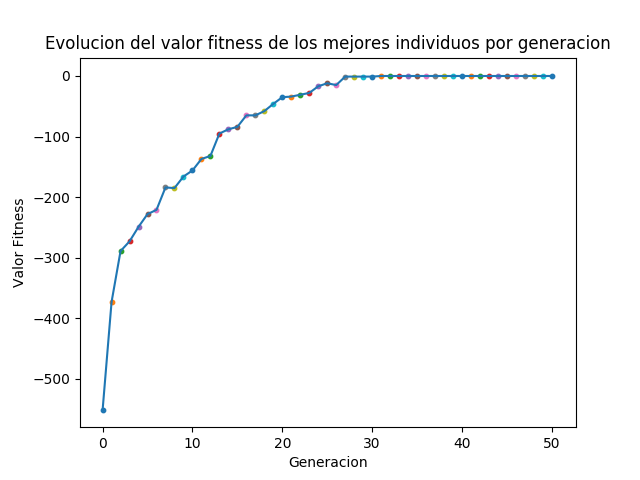 Evolucion del valor fitness de los mejores individuos por generacion
0
−100
−200
−300
−400
−500
Valor Fitness
0 10 20 30 40 50
Generacion